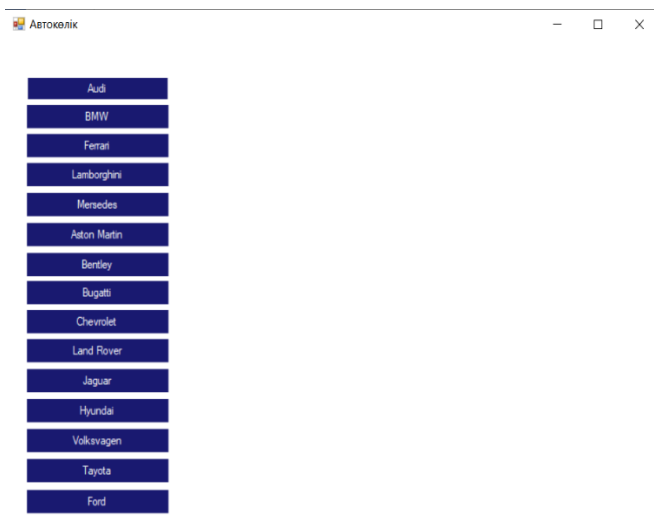 Автокөлік
Audi
BMW
Ferrari
Lamborghini
Mersedes
Aston Martin
Bentley
Bugatti
Chevrolet
Land Rover
Jaguar
Hyundai
Volksvagen
Tayota
Ford